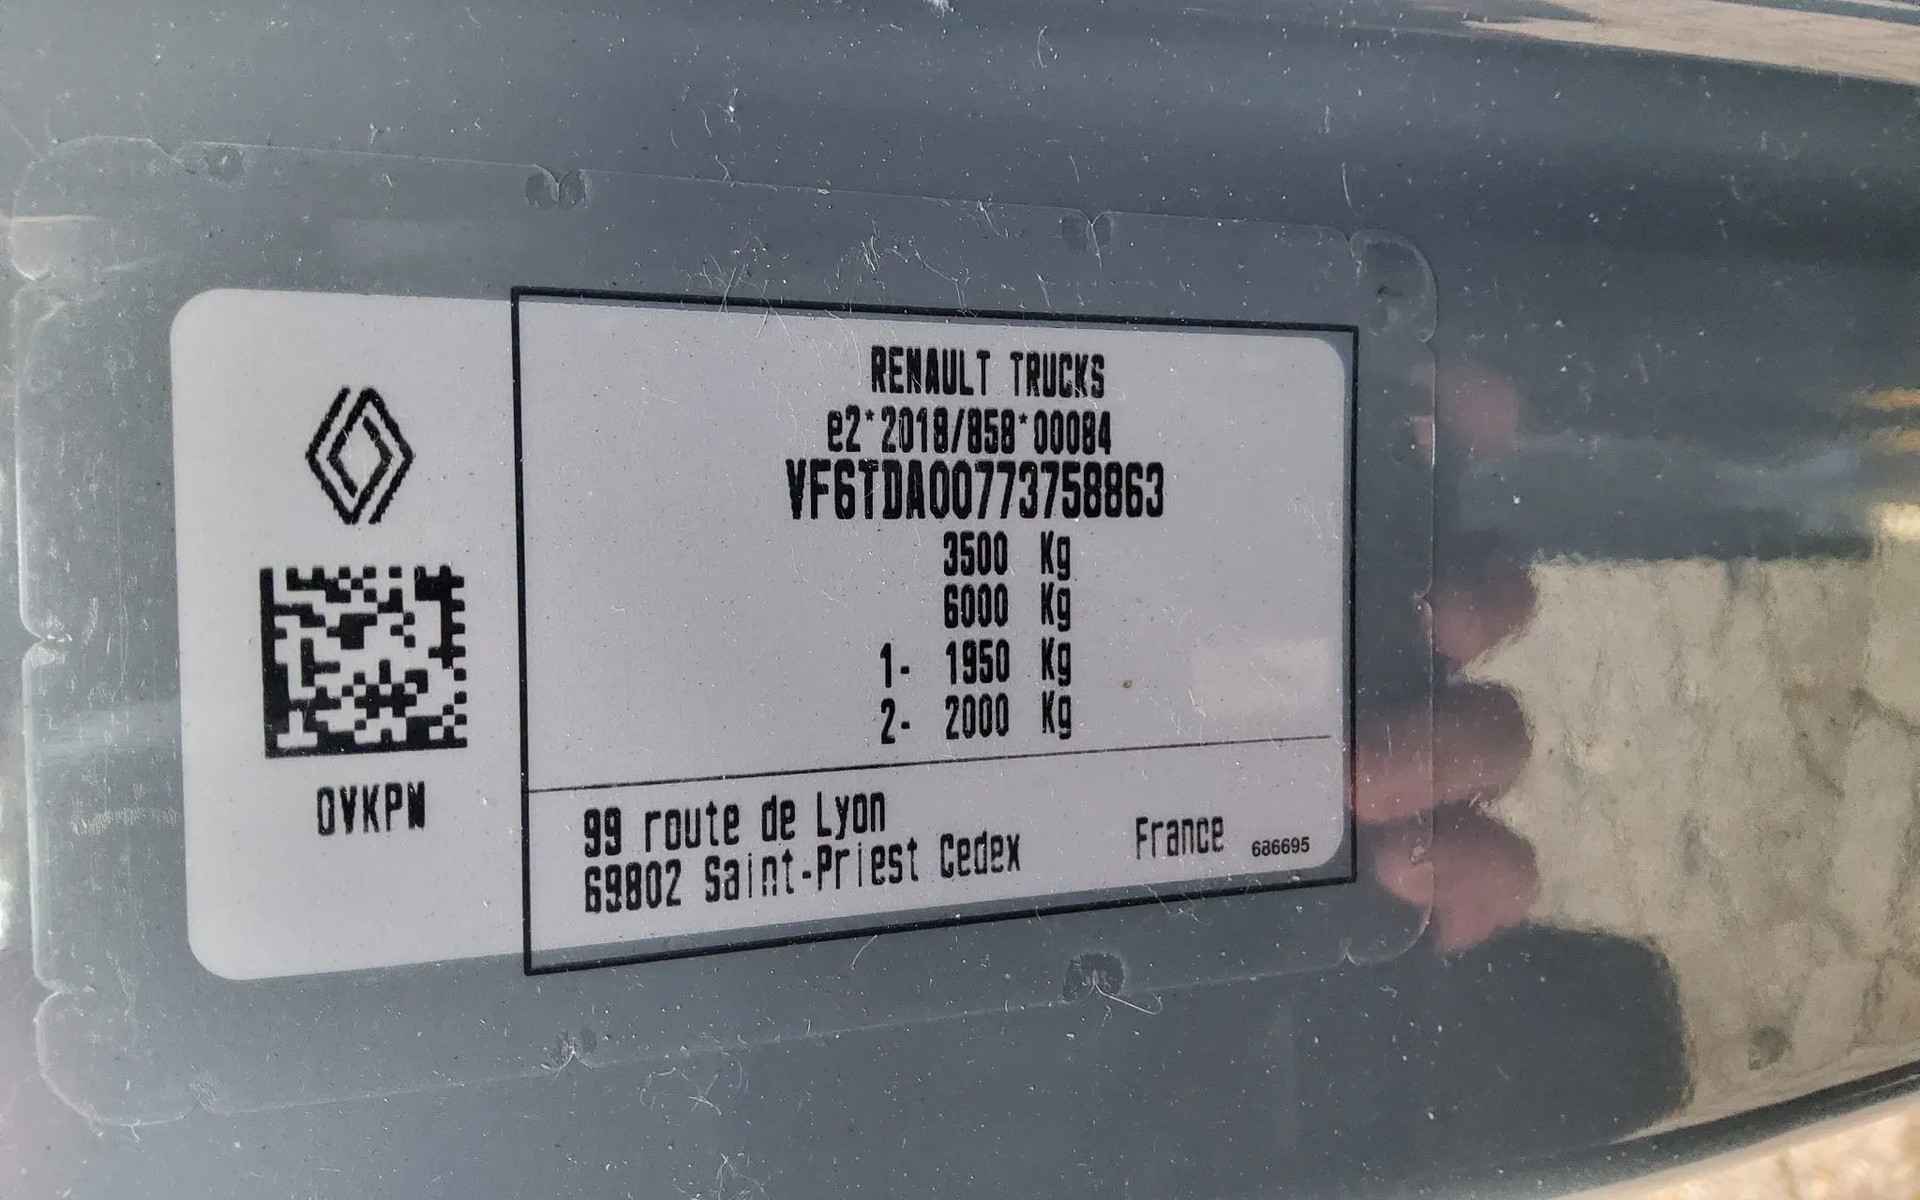 RENAULT TRUCKS
e2*2018/858*00084
VF6TDA00773758863
3500 Kg
6000 Kg
1- 1950 Kg
2- 2000 Kg
OVKPN
99 route de Lyon
69802 Saint-Priest Cedex
France
686695